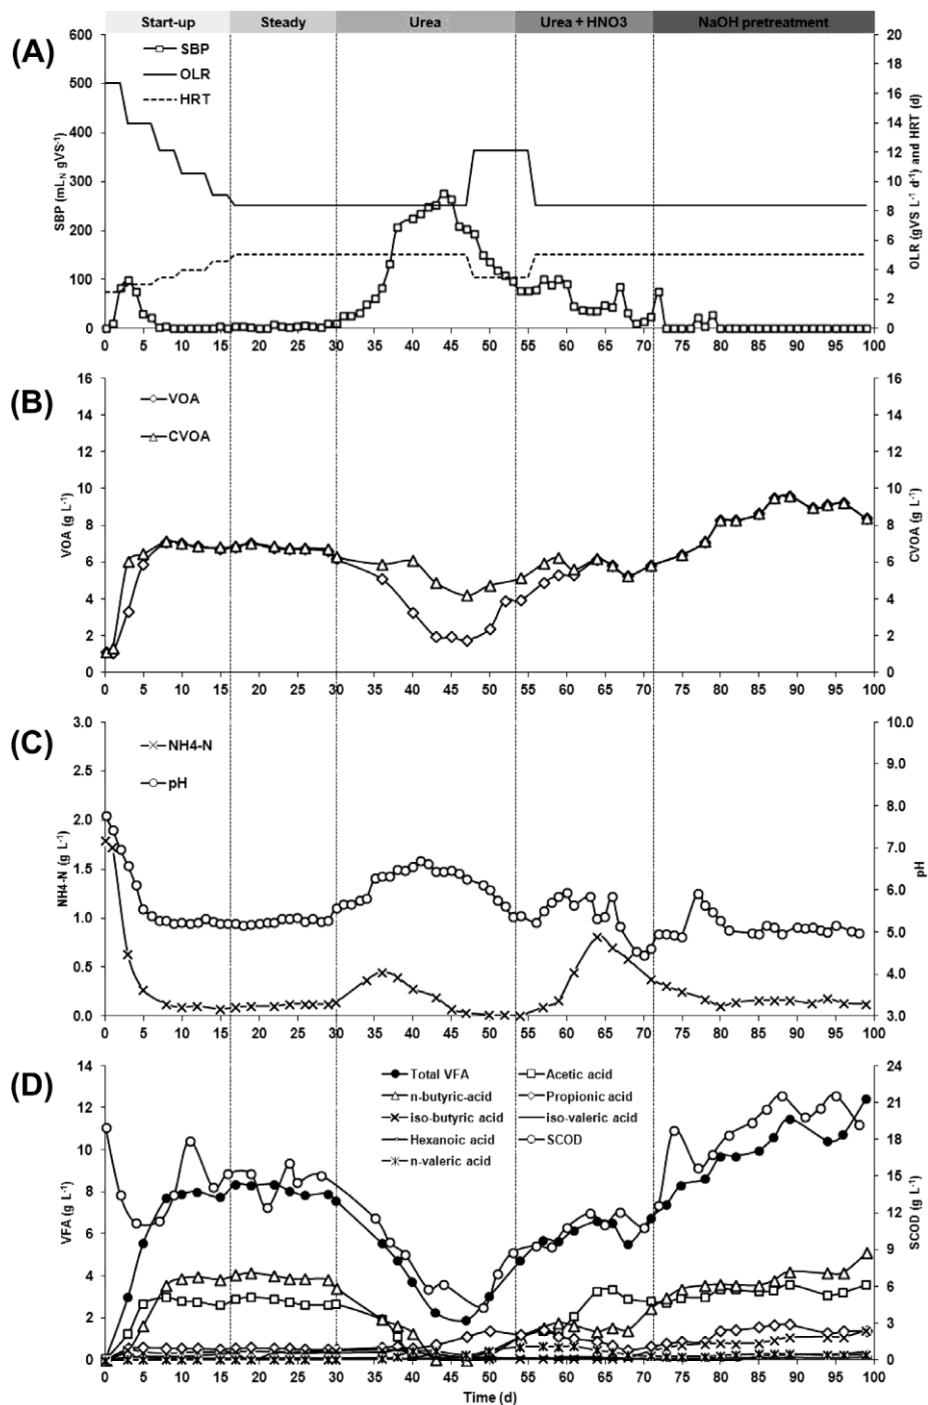 Start-up Steady Urea Urea + HNO3 NaOH pretreatment
(A)
SBP
OLR
HRT
SBP (mLN gVS-1)
600
500
400
300
200
100
0
20
18
16
14
12
10
8
6
4
2
0
OLR (gVS L-1 d-1) and HRT (d)
0 5 10 15 20 25 30 35 40 45 50 55 60 65 70 75 80 85 90 95 100
(B)
VOA
CVOA
VOA (g L-1)
16
14
12
10
8
6
4
2
0
16
14
12
10
8
6
4
2
0
CVOA (g L-1)
0 5 10 15 20 25 30 35 40 45 50 55 60 65 70 75 80 85 90 95 100
(C)
NH4-N
pH
NH4-N (g L-1)
3.0
2.5
2.0
1.5
1.0
0.5
0.0
10.0
9.0
8.0
7.0
6.0
5.0
4.0
3.0
pH
0 5 10 15 20 25 30 35 40 45 50 55 60 65 70 75 80 85 90 95 100
(D)
Total VFA Acetic acid
n-butyric-acid Propionic acid
iso-butyric acid iso-valeric acid
Hexanoic acid SCOD
n-valeric acid
VFA (g L-1)
14
12
10
8
6
4
2
0
24
21
18
15
12
9
6
3
0
SCOD (g L-1)
0 5 10 15 20 25 30 35 40 45 50 55 60 65 70 75 80 85 90 95 100
Time (d)